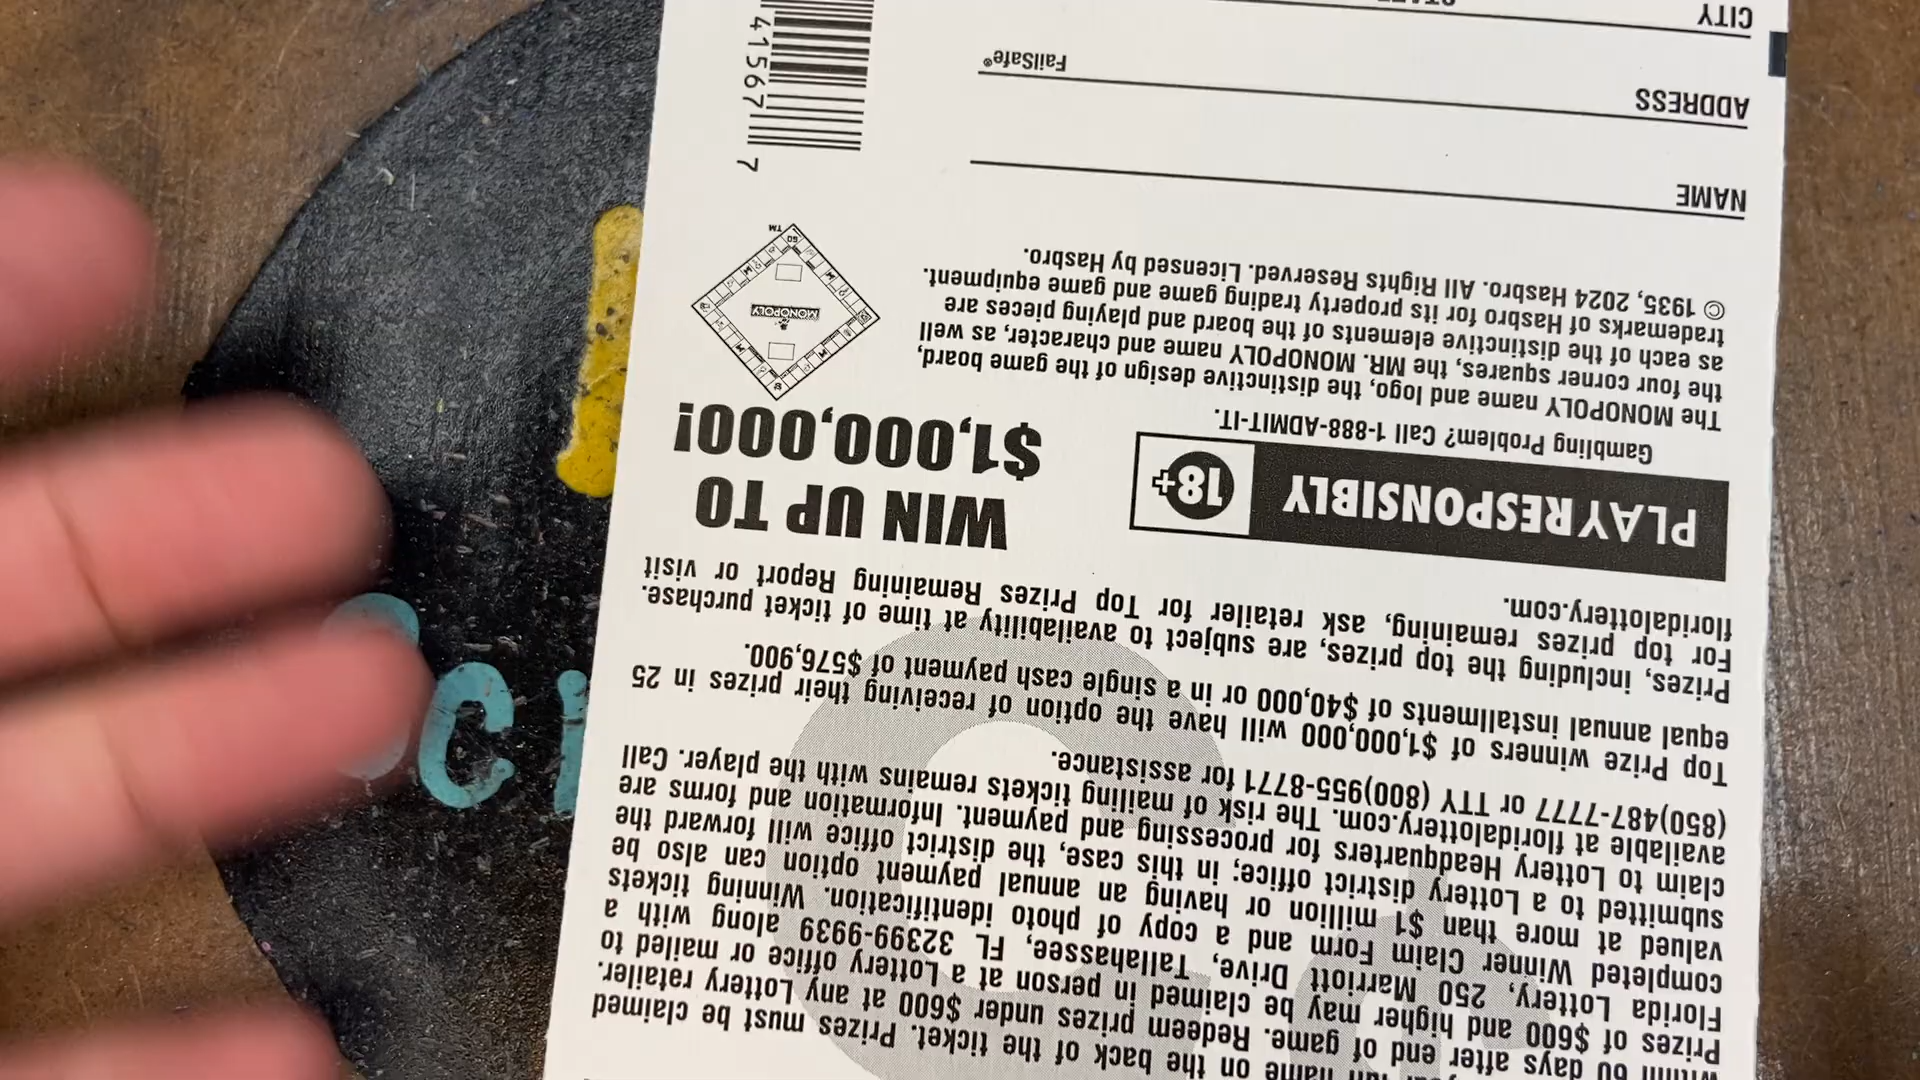 full name on the back of the ticket. Prizes must be claimed
within 60 days after end of game. Redeem prizes under $600 at any Lottery retailer.
Prizes of $600 and higher may be claimed in person at a Lottery office or mailed to
Florida Lottery, 250 Marriott Drive, Tallahassee, FL 32399-9939 along with a
completed Winner Claim Form and a copy of photo identification. Winning tickets
valued at more than $1 million or having an annual payment option can also be
submitted to a Lottery district office; in this case, the district office will forward the
claim to Lottery Headquarters for processing and payment. Information and forms are
available at floridalottery.com. The risk of mailing tickets remains with the player. Call
(850)487-7777 or TTY (800)955-8771 for assistance.
Top Prize winners of $1,000,000 will have the option of receiving their prizes in 25
equal annual installments of $40,000 or in a single cash payment of $576,900.
Prizes, including the top prizes, are subject to availability at time of ticket purchase.
For top prizes remaining, ask retailer for Top Prizes Remaining Report or visit
floridalottery.com.
PLAY RESPONSIBLY 18+
Gambling Problem? Call 1-888-ADMIT-IT.
WIN UP TO
$1,000,000!
The MONOPOLY name and logo, the distinctive design of the game board,
the four corner squares, the MR. MONOPOLY name and character, as well
as each of the distinctive elements of the board and playing pieces are
trademarks of Hasbro for its property trading game and game equipment.
© 1935, 2024 Hasbro. All Rights Reserved. Licensed by Hasbro.
MONOPOLY
GO
TM
NAME
ADDRESS
FailSafe®
CITY
41567 7